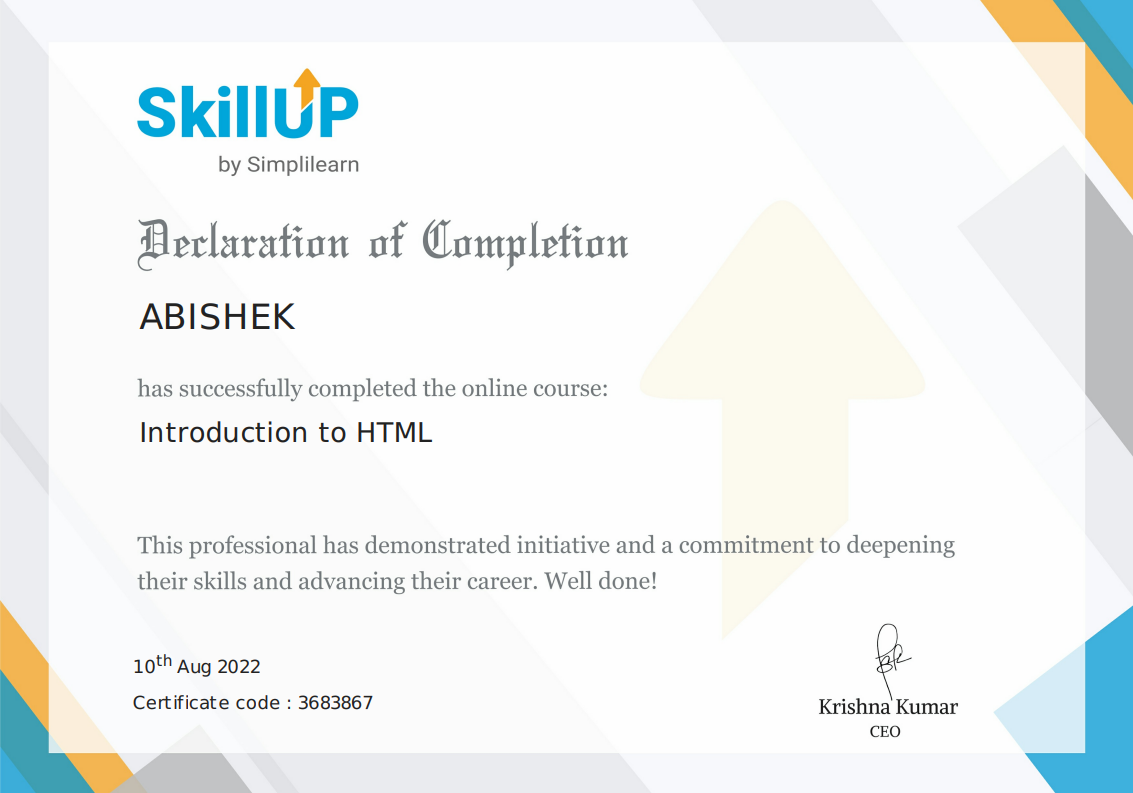 SkillUP
by Simplilearn
Declaration of Completion
ABISHEK
has successfully completed the online course:
Introduction to HTML
This professional has demonstrated initiative and a commitment to deepening
their skills and advancing their career. Well done!
10th Aug 2022
Certificate code : 3683867
Krishna Kumar
CEO